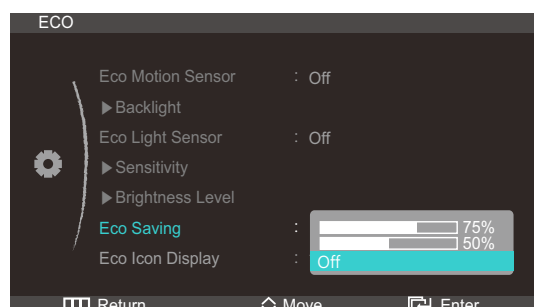 ECO
Eco Motion Sensor : Off
▶Backlight
Eco Light Sensor : Off
▶Sensitivity
▶Brightness Level
Eco Saving : 75%
50%
Eco Icon Display : Off
Return Move Enter